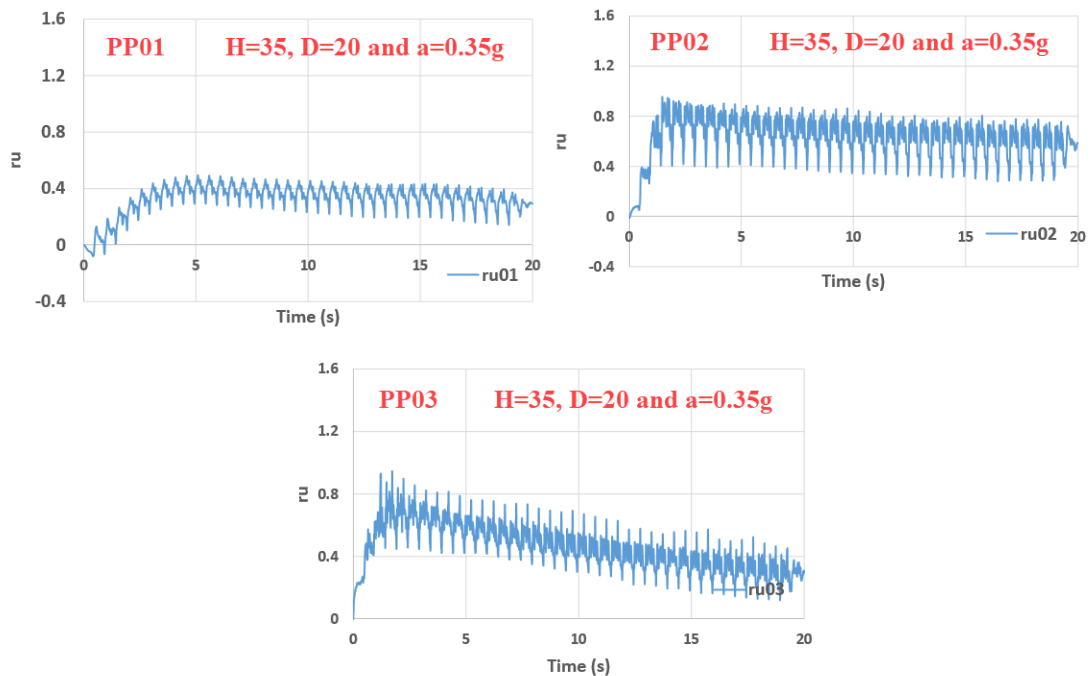 PP01 H=35, D=20 and a=0.35g
1.6
1.2
0.8
0.4
0
-0.4
ru
0 5 10 15 20
ru01
Time (s)
PP02 H=35, D=20 and a=0.35g
1.6
1.2
0.8
0.4
0
-0.4
ru
0 5 10 15 20
ru02
Time (s)
PP03 H=35, D=20 and a=0.35g
1.6
1.2
0.8
0.4
0
ru
0 5 10 15 20
ru03
Time (s)